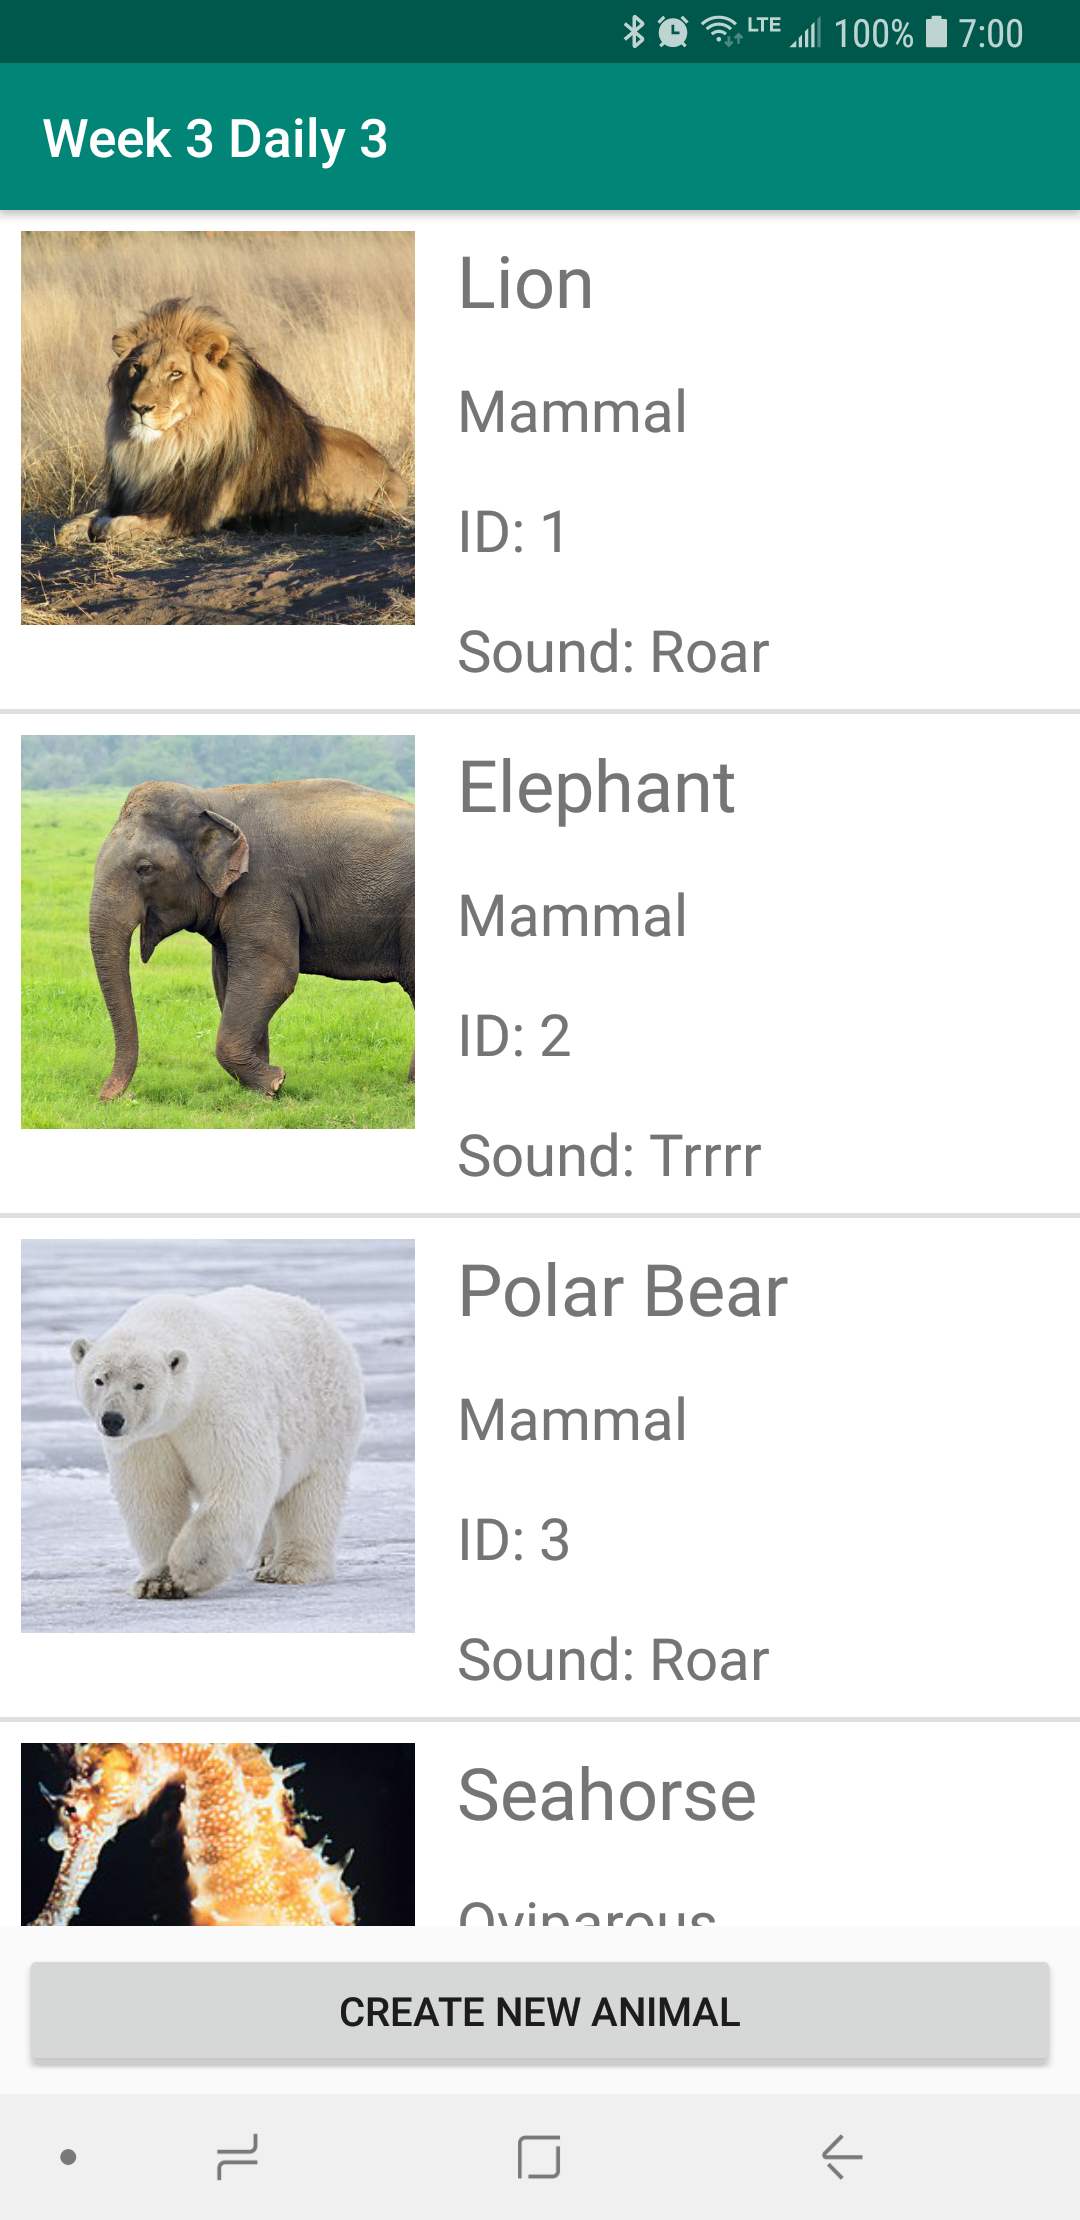 LTE 100% 7:00
Week 3 Daily 3
Lion
Mammal
ID: 1
Sound: Roar
Elephant
Mammal
ID: 2
Sound: Trrrr
Polar Bear
Mammal
ID: 3
Sound: Roar
Seahorse
Oviparous
CREATE NEW ANIMAL